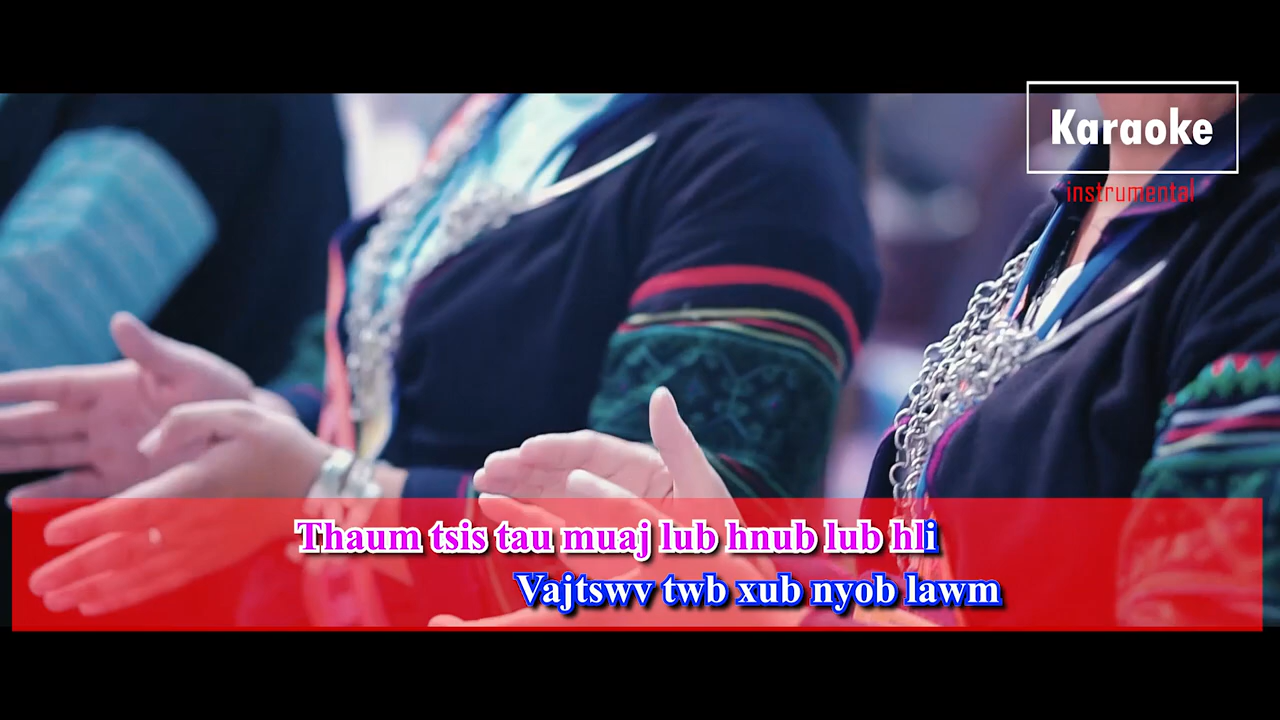 Karaoke
instrumental
Thaum tsis tau muaj lub hnub lub hli
Vajtswv twb xub nyob lawm